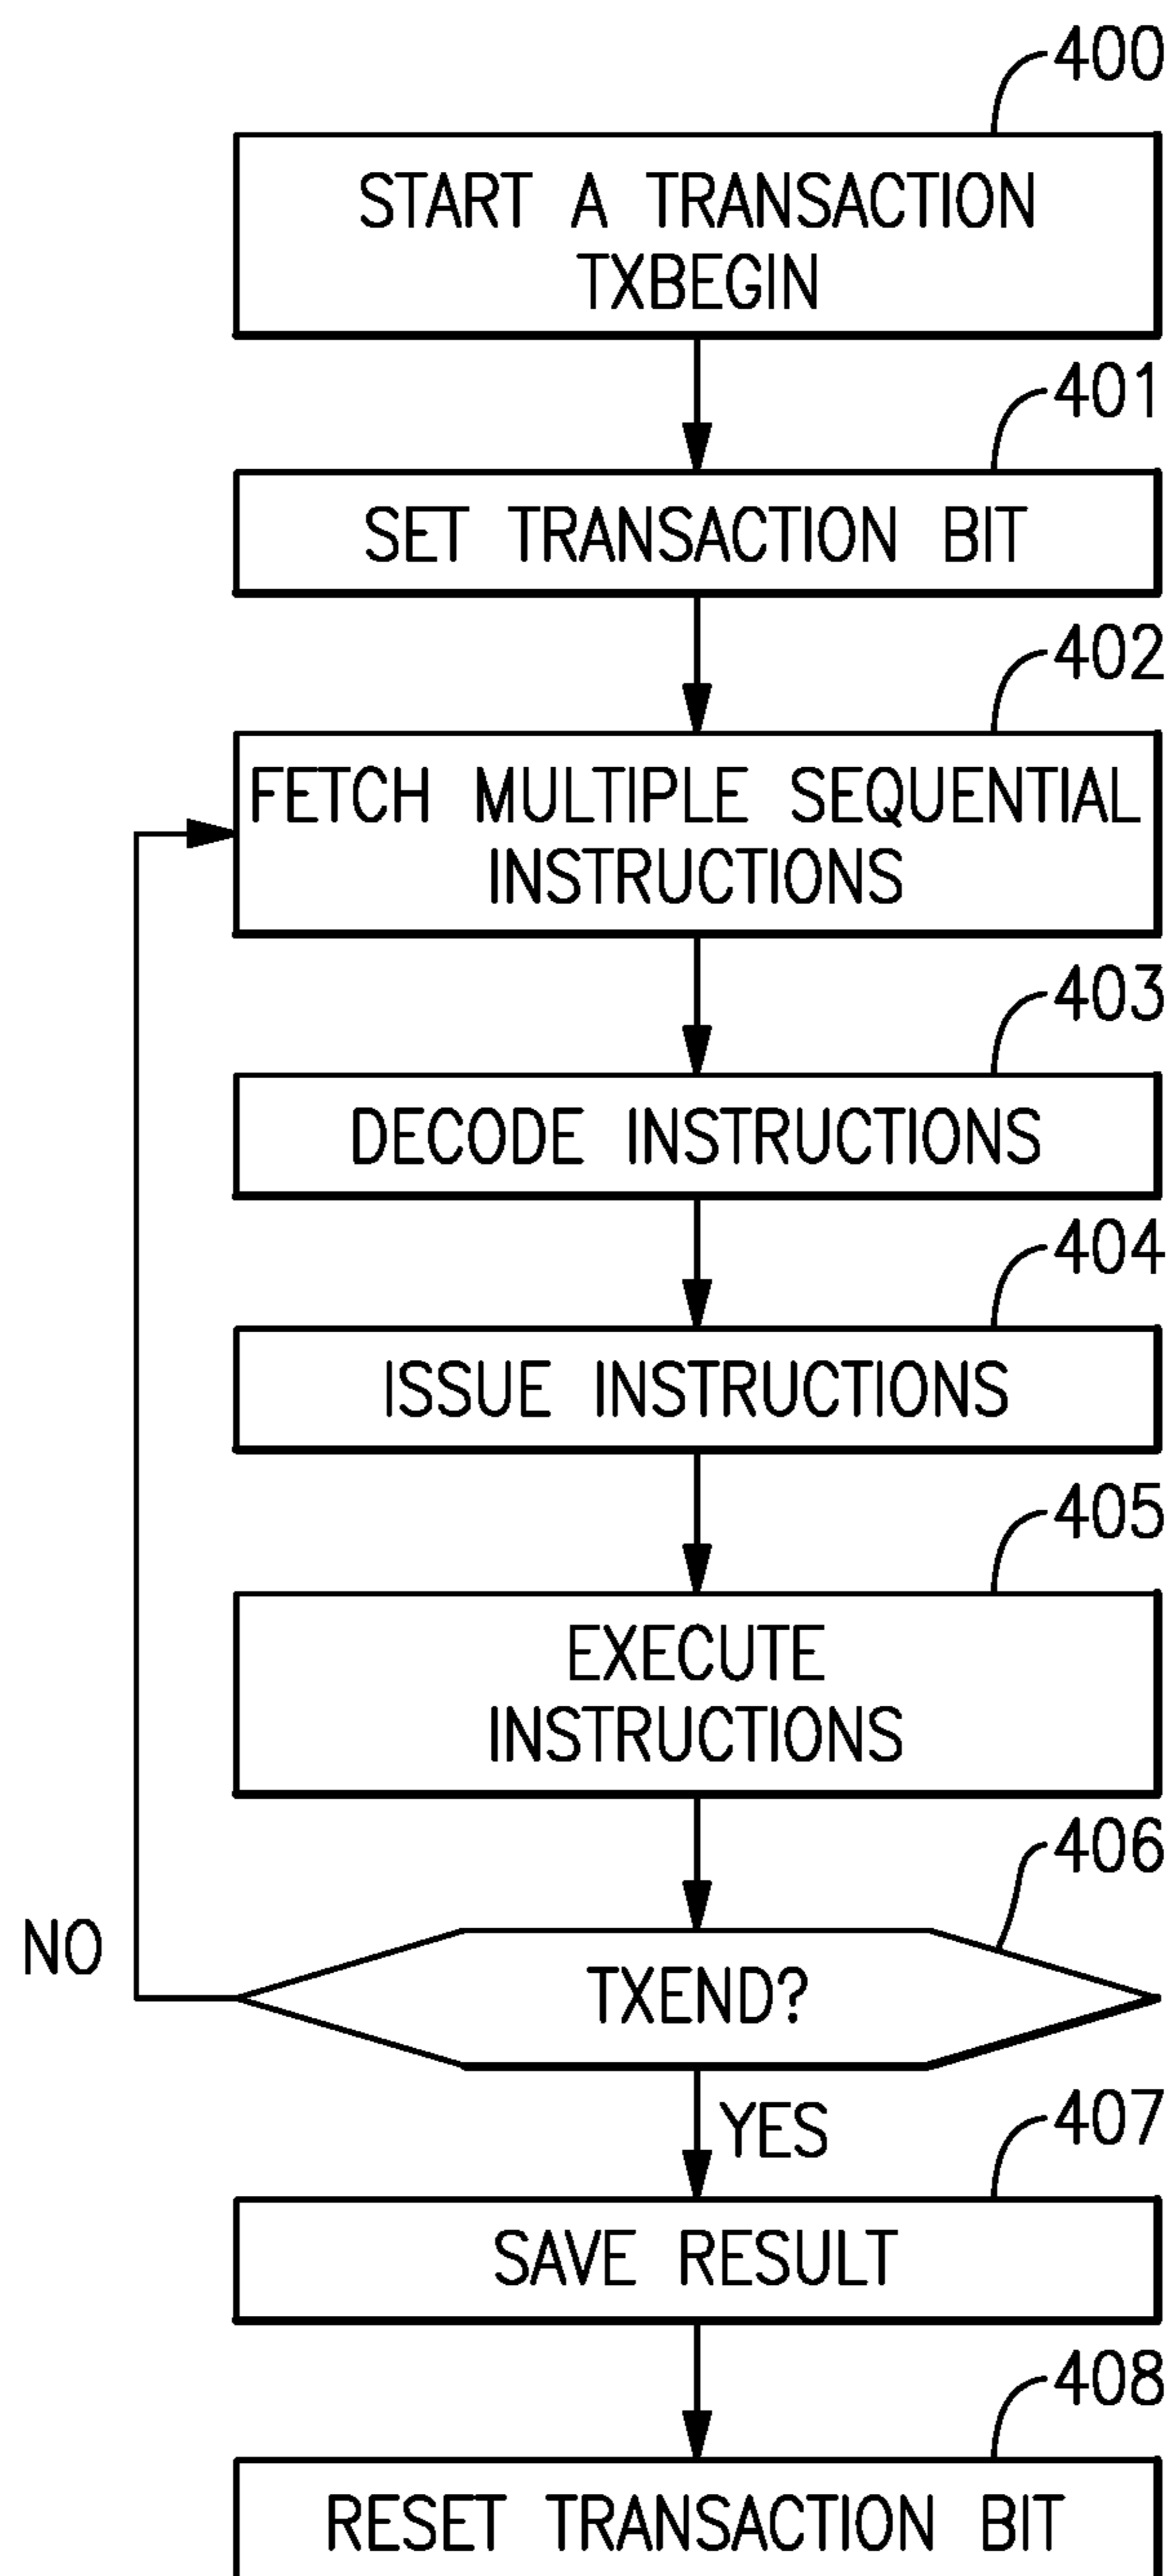 400
START A TRANSACTION
TXBEGIN
401
SET TRANSACTION BIT
402
FETCH MULTIPLE SEQUENTIAL
INSTRUCTIONS
403
DECODE INSTRUCTIONS
404
ISSUE INSTRUCTIONS
405
EXECUTE
INSTRUCTIONS
406
NO
TXEND?
YES
407
SAVE RESULT
408
RESET TRANSACTION BIT